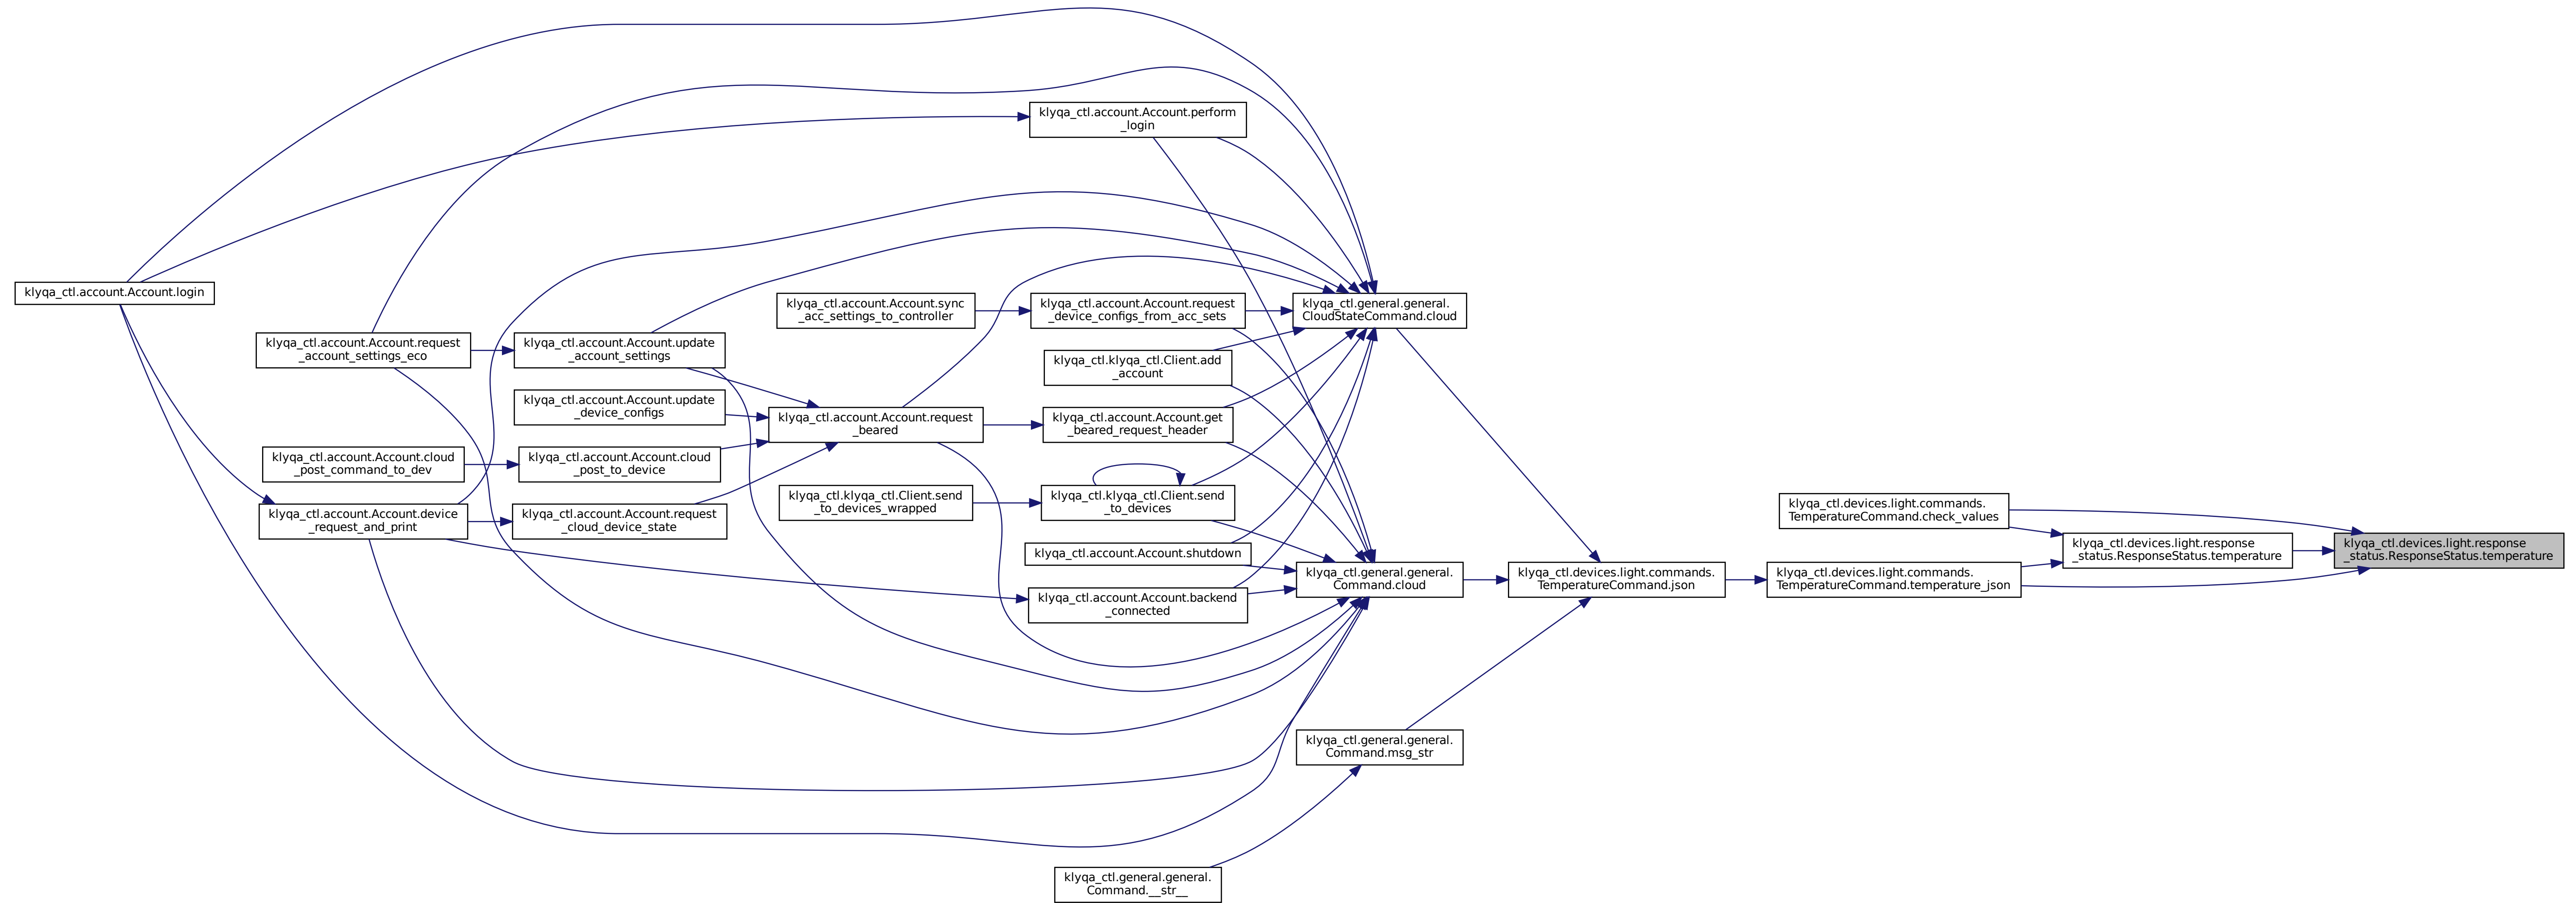 klyqa_ctl.account.Account.perform
_login
klyqa_ctl.account.Account.login
klyqa_ctl.account.Account.sync
_acc_settings_to_controller
klyqa_ctl.account.Account.request
_device_configs_from_acc_sets
klyqa_ctl.general.general.
CloudStateCommand.cloud
klyqa_ctl.account.Account.request
_account_settings_eco
klyqa_ctl.account.Account.update
_account_settings
klyqa_ctl.klyqa_ctl.Client.add
_account
klyqa_ctl.account.Account.update
_device_configs
klyqa_ctl.account.Account.request
_beared
klyqa_ctl.account.Account.get
_beared_request_header
klyqa_ctl.account.Account.cloud
_post_command_to_dev
klyqa_ctl.account.Account.cloud
_post_to_device
klyqa_ctl.klyqa_ctl.Client.send
_to_devices_wrapped
klyqa_ctl.klyqa_ctl.Client.send
_to_devices
klyqa_ctl.devices.light.commands.
TemperatureCommand.check_values
klyqa_ctl.account.Account.device
_request_and_print
klyqa_ctl.account.Account.request
_cloud_device_state
klyqa_ctl.account.Account.shutdown
klyqa_ctl.devices.light.response
_status.ResponseStatus.temperature
klyqa_ctl.devices.light.response
_status.ResponseStatus.temperature
klyqa_ctl.general.general.
Command.cloud
klyqa_ctl.devices.light.commands.
TemperatureCommand.json
klyqa_ctl.devices.light.commands.
TemperatureCommand.temperature_json
klyqa_ctl.account.Account.backend
_connected
klyqa_ctl.general.general.
Command.msg_str
klyqa_ctl.general.general.
Command.__str__